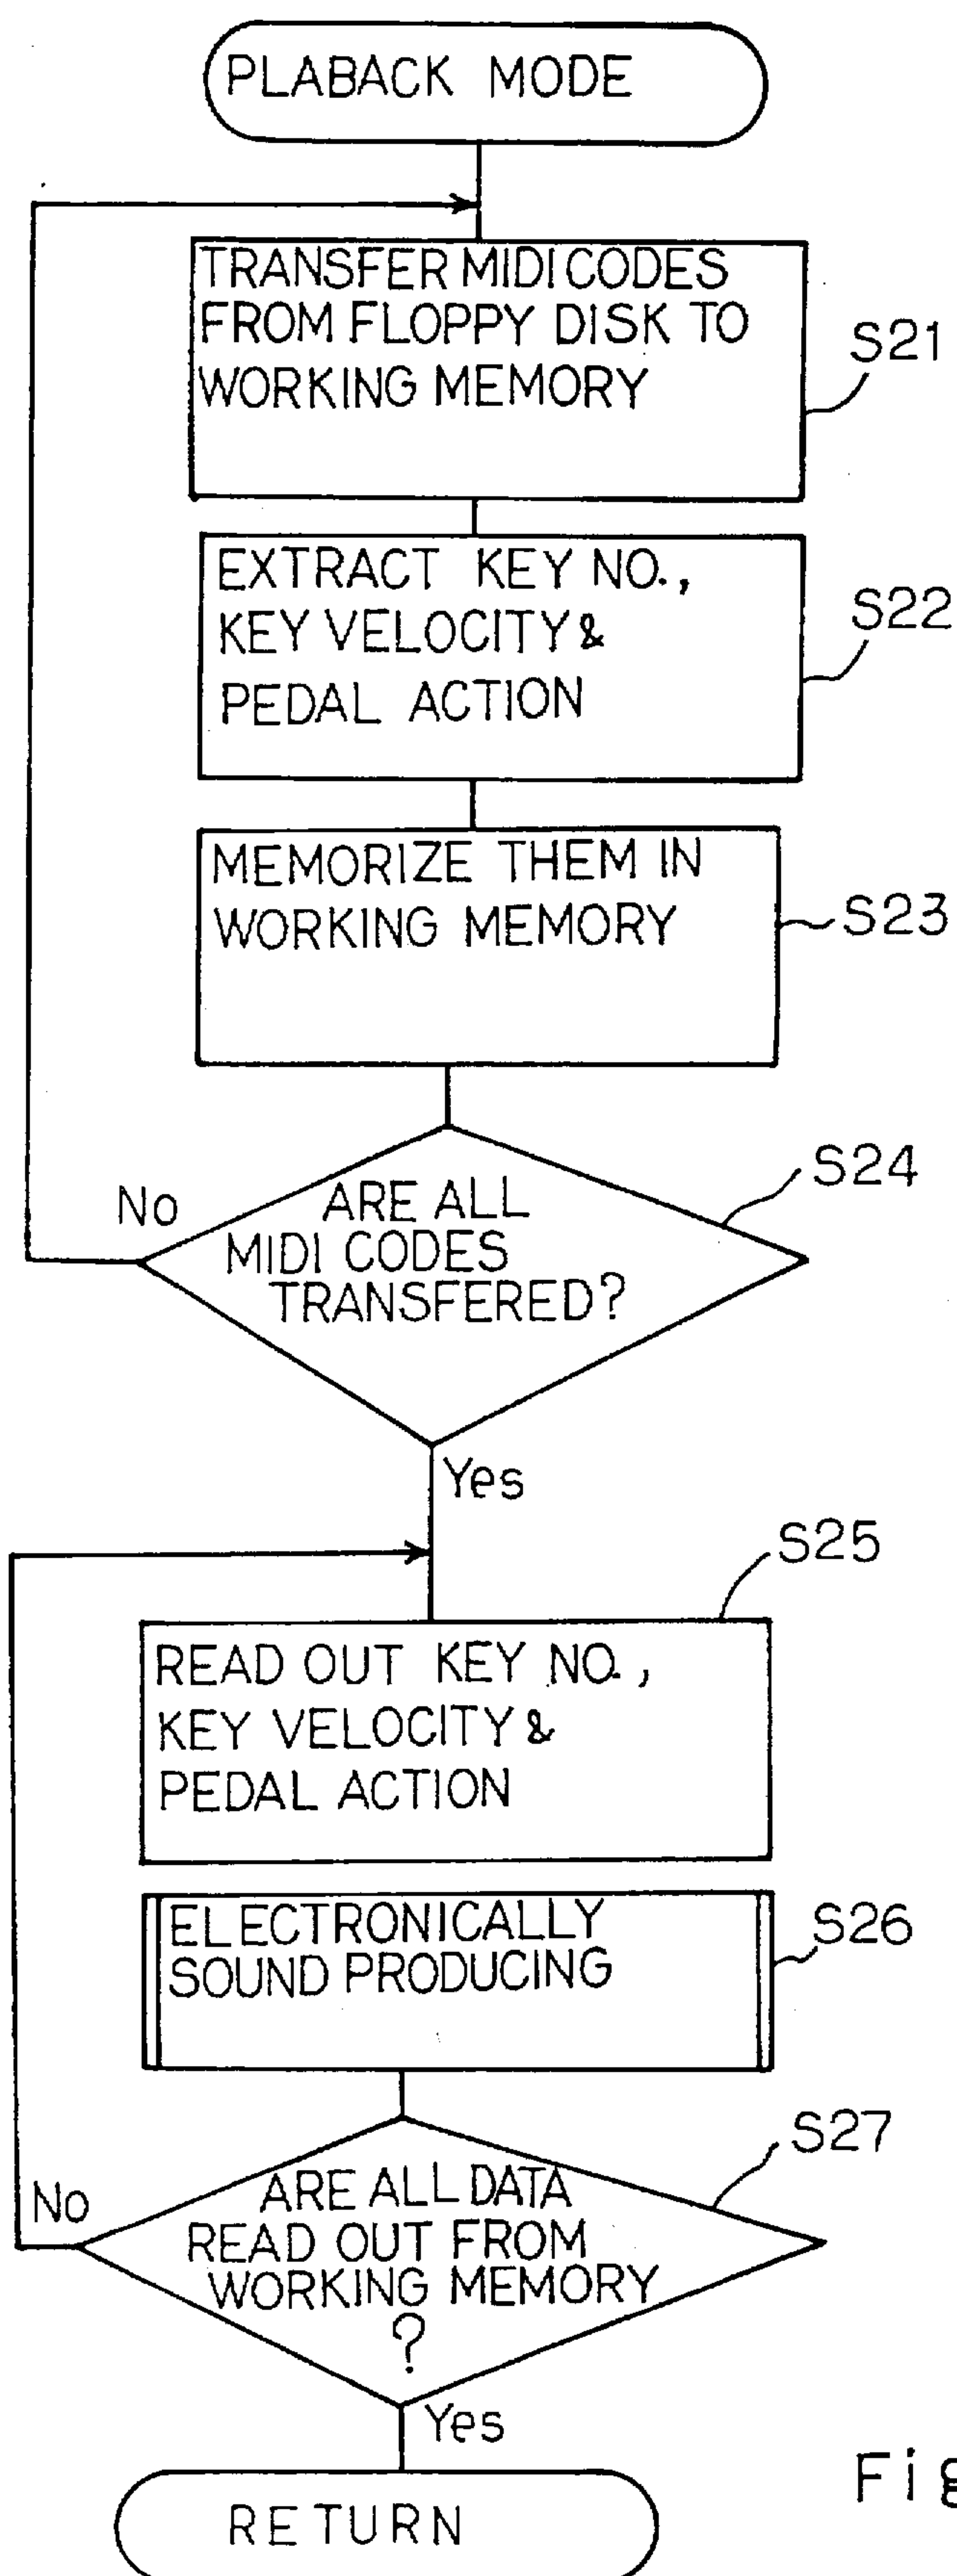 PLABACK MODE
TRANSFER MIDI CODES
FROM FLOPPY DISK TO
WORKING MEMORY
S21
EXTRACT KEY NO.,
KEY VELOCITY &
PEDAL ACTION
S22
MEMORIZE THEM IN
WORKING MEMORY
S23
S24
No
ARE ALL
MIDI CODES
TRANSFERED?
Yes
S25
READ OUT KEY NO.,
KEY VELOCITY &
PEDAL ACTION
ELECTRONICALLY
SOUND PRODUCING
S26
S27
No
ARE ALL DATA
READ OUT FROM
WORKING MEMORY
?
Yes
Fig
RETURN